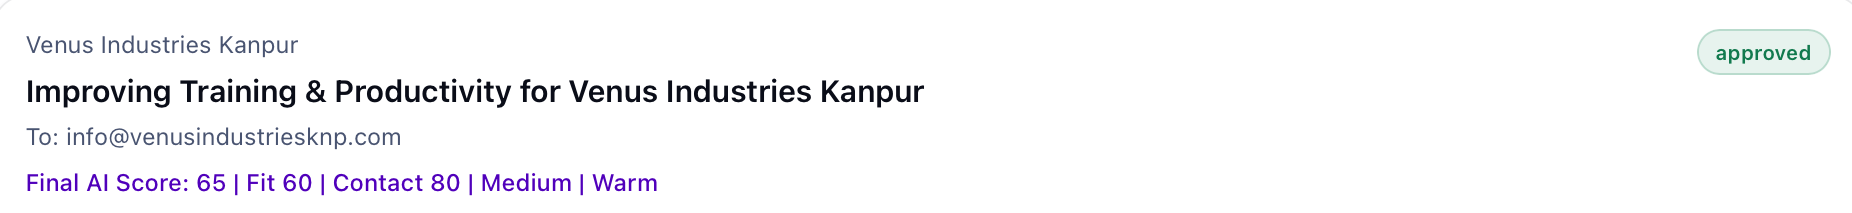 Venus Industries Kanpur
approved
Improving Training & Productivity for Venus Industries Kanpur
To: info@venusindustriesknp.com
Final AI Score: 65 | Fit 60 | Contact 80 | Medium | Warm